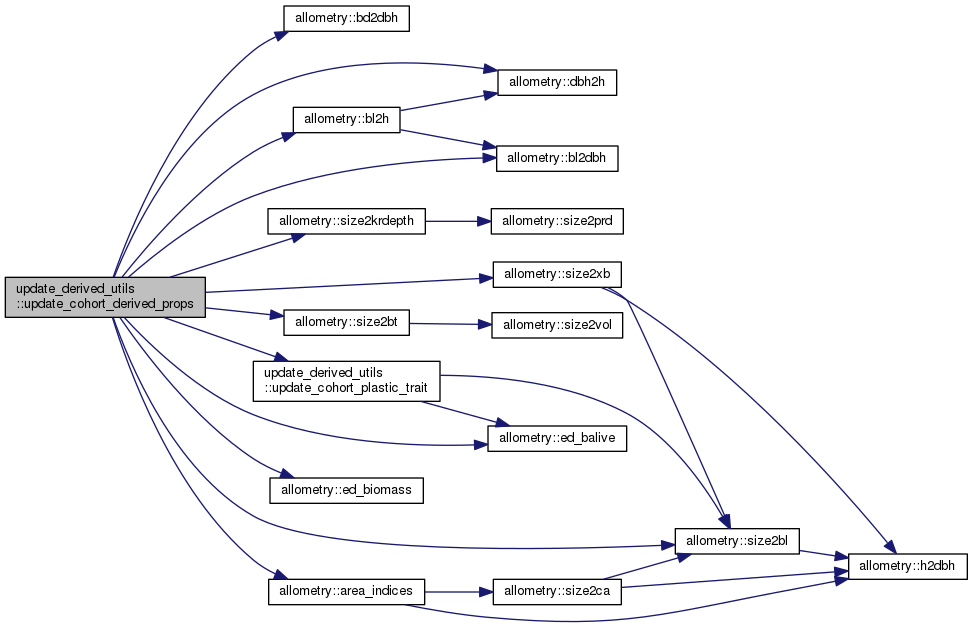 allometry::bd2dbh
allometry::dbh2h
allometry::bl2h
allometry::bl2dbh
allometry::size2krdepth
allometry::size2prd
allometry::size2xb
update_derived_utils
::update_cohort_derived_props
allometry::size2bt
allometry::size2vol
update_derived_utils
::update_cohort_plastic_trait
allometry::ed_balive
allometry::ed_biomass
allometry::size2bl
allometry::h2dbh
allometry::area_indices
allometry::size2ca